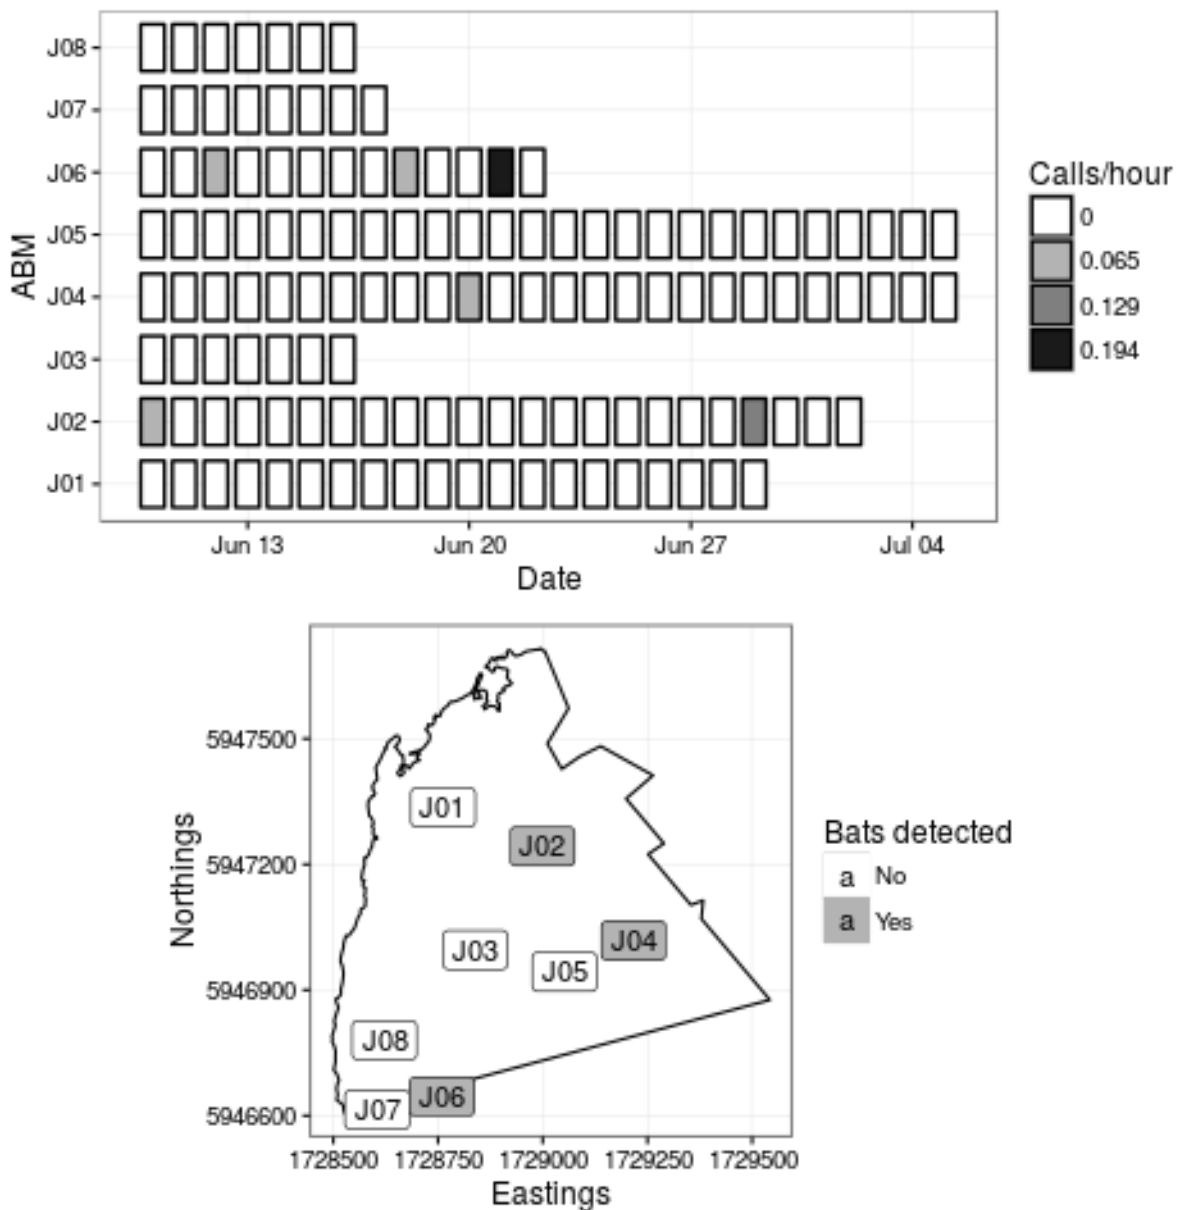 J08
J07
J06
J05
J04
J03
J02
J01
ABM
Jun 13 Jun 20 Jun 27 Jul 04
Date
Calls/hour
0
0.065
0.129
0.194
5947500
5947200
5946900
5946600
Northings
J01
J02
J03
J04
J05
J08
J06
J07
1728500 1728750 1729000 1729250 1729500
Eastings
Bats detected
a No
a Yes